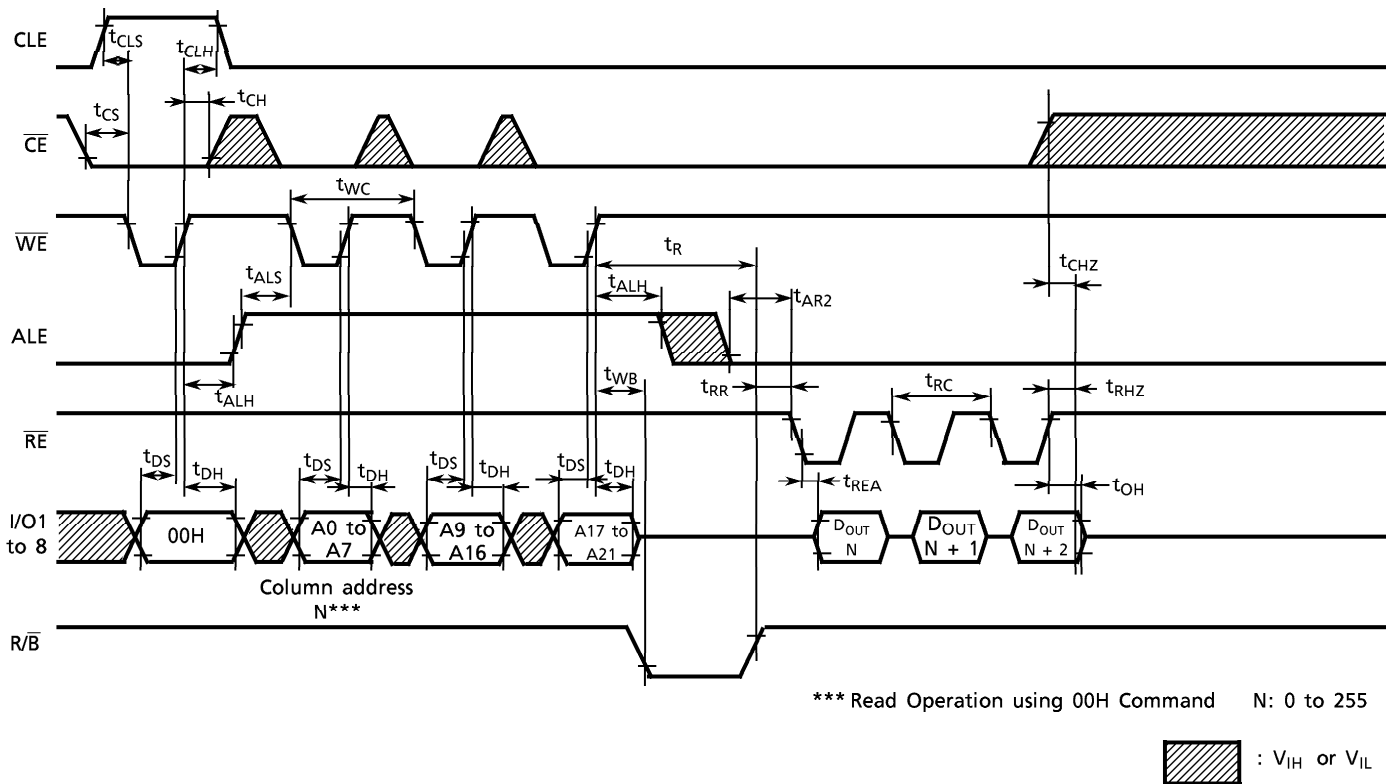 CLE
tCLS
tCLH
tCH
tCS
CE
tWC
WE
tR
tCHZ
tALS
tALH
tAR2
ALE
tWB
tRR
tRC
tRHZ
tALH
RE
tDS
tDH
tDS
tDH
tDS
tDH
tDS
tDH
tREA
tOH
I/O1
to 8
00H
A0 to
A7
A9 to
A16
A17 to
A21
DOUT
N
DOUT
N + 1
DOUT
N + 2
Column address
N***
R/B
*** Read Operation using 00H Command N: 0 to 255
: VIH or VIL